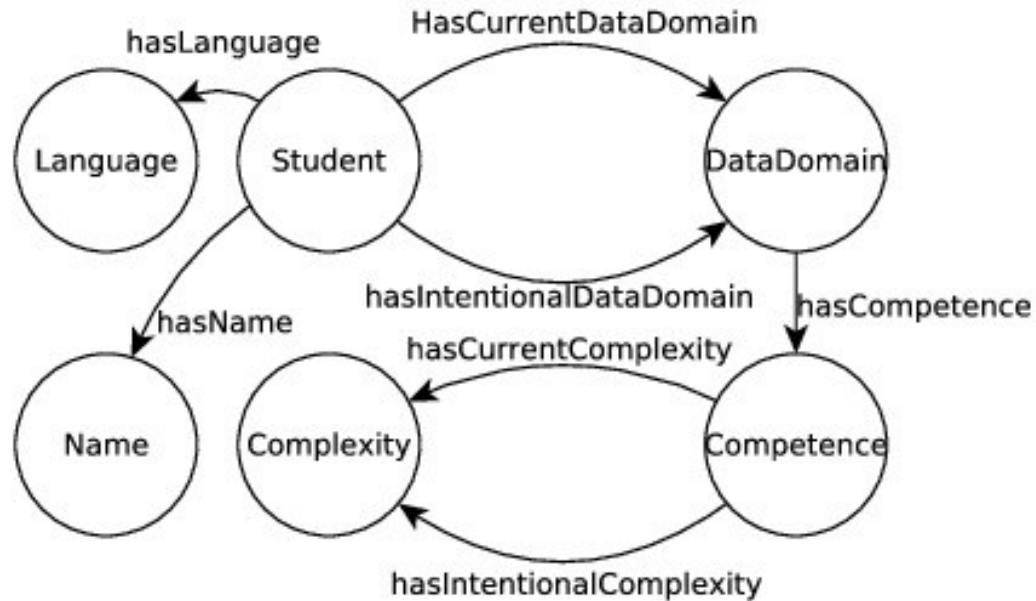 HasCurrentDataDomain
hasLanguage
Language
Student
DataDomain
hasIntentionalDataDomain
hasCompetence
hasName
hasCurrentComplexity
Name
Complexity
Competence
hasIntentionalComplexity